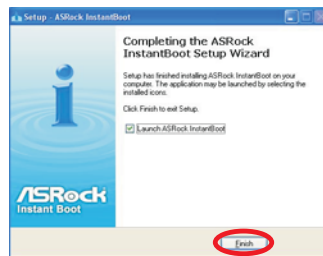 Setup - ASRock InstantBoot
Completing the ASRock
InstantBoot Setup Wizard
Setup has finished installing ASRock InstantBoot on your
computer. The application may be launched by selecting the
installed icons.
Click Finish to exit Setup.
Launch ASRock InstantBoot
ASRock
Instant Boot
Finish